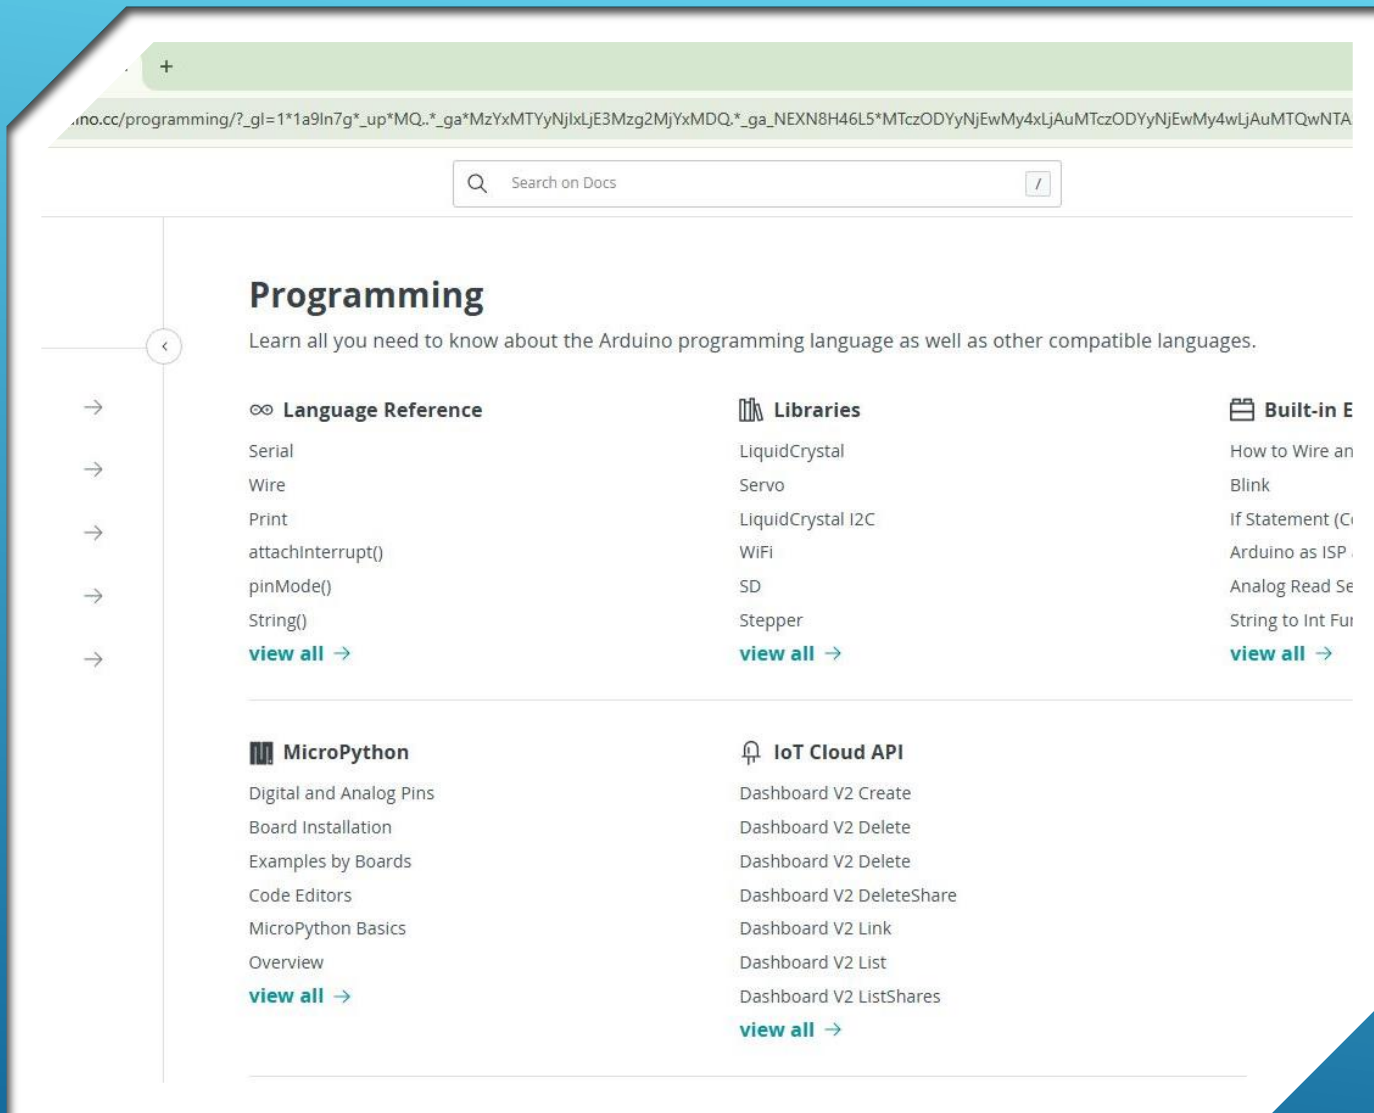 +
ino.cc/programming/?_gl=1*1a9ln7g*_up*MQ..*_ga*MzYxMTYyNjIxLjE3Mzg2MjYxMDQ.*_ga_NEXN8H46L5*MTczODYyNjEwMy4xLjAuMTczODYyNjEwMy4wLjAuMTQwNTA
Search on Docs
/
Programming
Learn all you need to know about the Arduino programming language as well as other compatible languages.
Language Reference
Serial
Wire
Print
attachInterrupt()
pinMode()
String()
view all →
Libraries
LiquidCrystal
Servo
LiquidCrystal I2C
WiFi
SD
Stepper
view all →
Built-in E
How to Wire an
Blink
If Statement (C
Arduino as ISP
Analog Read Se
String to Int Fu
view all →
MicroPython
Digital and Analog Pins
Board Installation
Examples by Boards
Code Editors
MicroPython Basics
Overview
view all →
IoT Cloud API
Dashboard V2 Create
Dashboard V2 Delete
Dashboard V2 Delete
Dashboard V2 DeleteShare
Dashboard V2 Link
Dashboard V2 List
Dashboard V2 ListShares
view all →